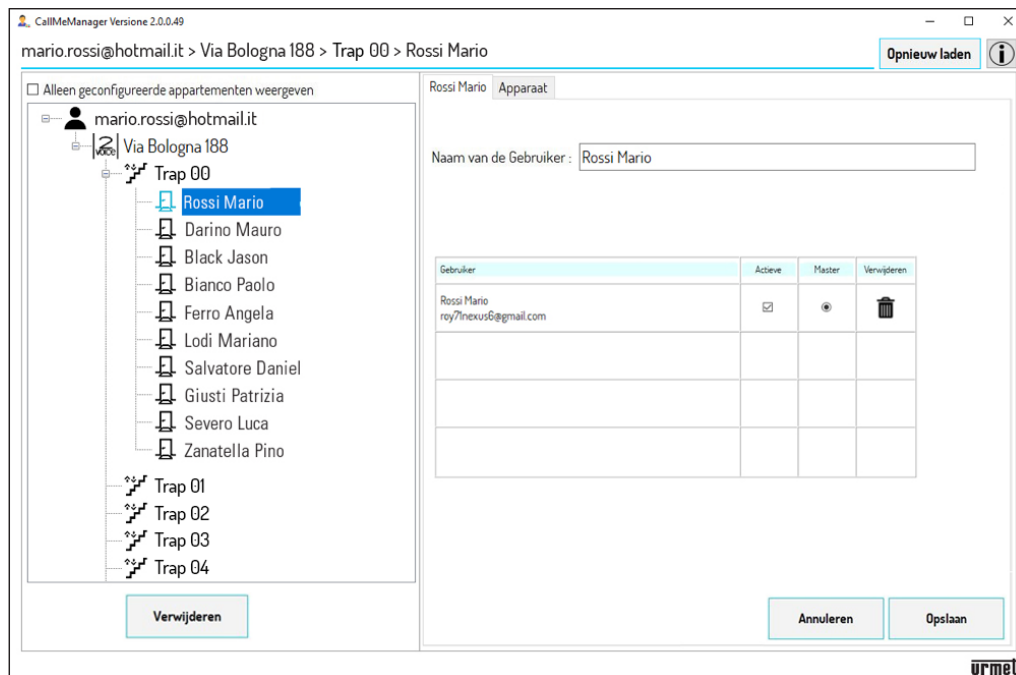 CallMeManager Versione 2.0.0.49
mario.rossi@hotmail.it > Via Bologna 188 > Trap 00 > Rossi Mario
Opnieuw laden
Alleen geconfigureerde appartementen weergeven
mario.rossi@hotmail.it
2 VOICE Via Bologna 188
Trap 00
Rossi Mario
Darino Mauro
Black Jason
Bianco Paolo
Ferro Angela
Lodi Mariano
Salvatore Daniel
Giusti Patrizia
Severo Luca
Zanatella Pino
Trap 01
Trap 02
Trap 03
Trap 04
Verwijderen
Rossi Mario Apparaat
Naam van de Gebruiker : Rossi Mario
Gebruiker Actieve Master Verwijderen
Rossi Mario
roy71nexus6@gmail.com
Annuleren Opslaan
urmet